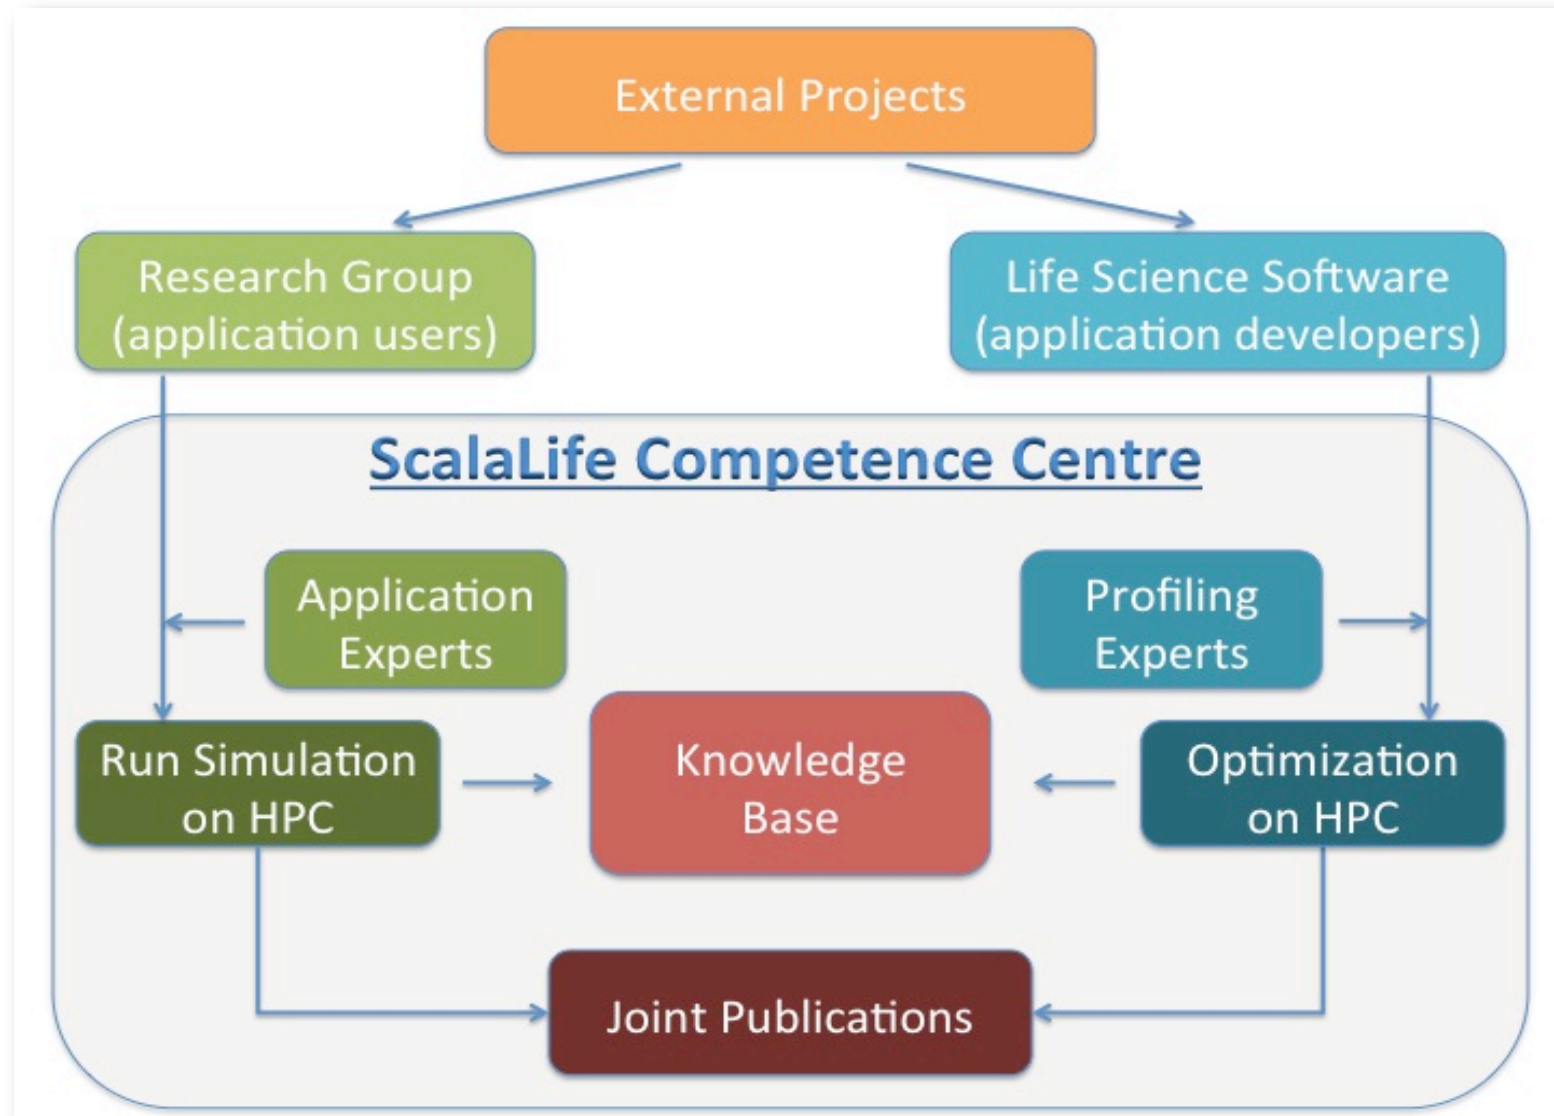 External Projects
Research Group
(application users)
Life Science Software
(application developers)
ScalaLife Competence Centre
Application
Experts
Profiling
Experts
Run Simulation
on HPC
Knowledge
Base
Optimization
on HPC
Joint Publications